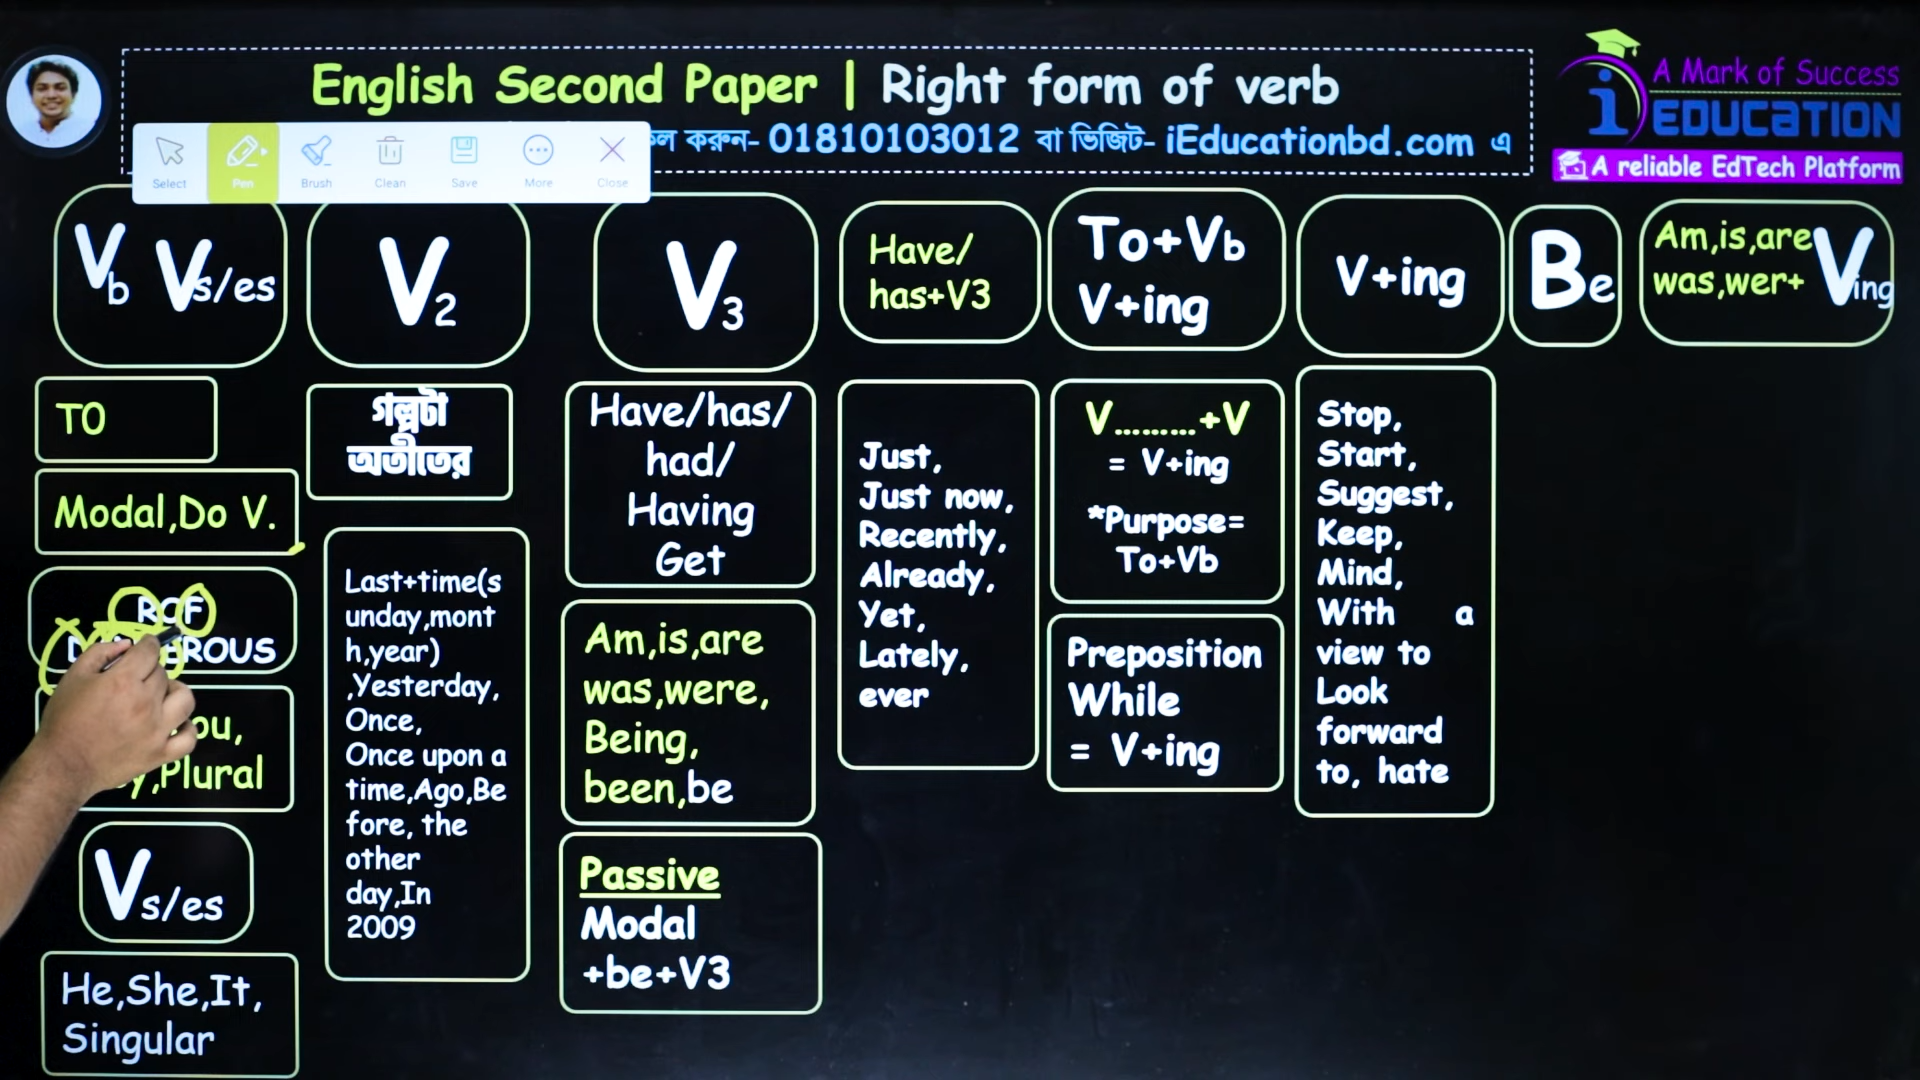 English Second Paper | Right form of verb
করুন- 01810103012 বা ভিজিট- iEducationbd.com এ
A Mark of Success
iEDUCATION
A reliable EdTech Platform
Select
Pen
Brush
Clean
Save
More
Close
Vb Vs/es
TO
Modal,Do V.
RCF
ROUS
Plural
Vs/es
He,She,It,
Singular
V2
গল্পটা
অতীতের
Last+time(s
unday,mont
h,year)
,Yesterday,
Once,
Once upon a
time,Ago,Be
fore, the
other
day,In
2009
V3
Have/has/
had/
Having
Get
Am,is,are
was,were,
Being,
been,be
Passive
Modal
+be+V3
Have/
has+V3
Just,
Just now,
Recently,
Already,
Yet,
Lately,
ever
To+Vb
V+ing
V.........+V
= V+ing
*Purpose=
To+Vb
Preposition
While
= V+ing
V+ing
Stop,
Start,
Suggest,
Keep,
Mind,
With a
view to
Look
forward
to, hate
Be
Am,is,are
was,wer+ Ving